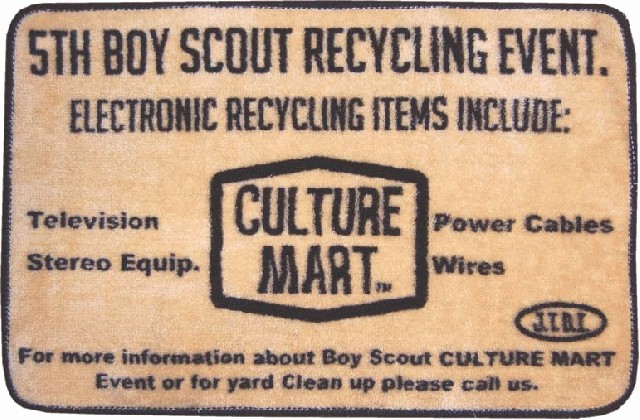 5TH BOY SCOUT RECYCLING EVENT.
ELECTRONIC RECYCLING ITEMS INCLUDE:
CULTURE
MART™
Television
Stereo Equip.
Power Cables
Wires
J.T.B.I.
For more information about Boy Scout CULTURE MART
Event or for yard Clean up please call us.